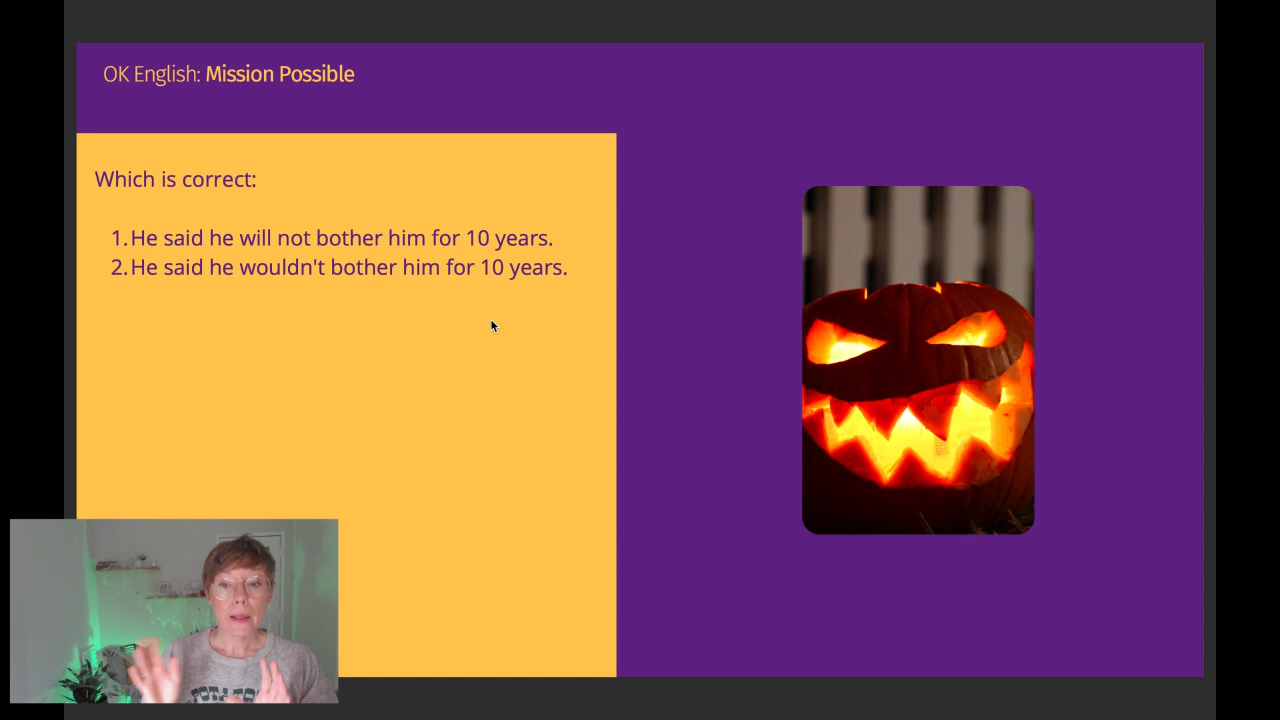 OK English: Mission Possible
Which is correct:
1. He said he will not bother him for 10 years.
2. He said he wouldn't bother him for 10 years.